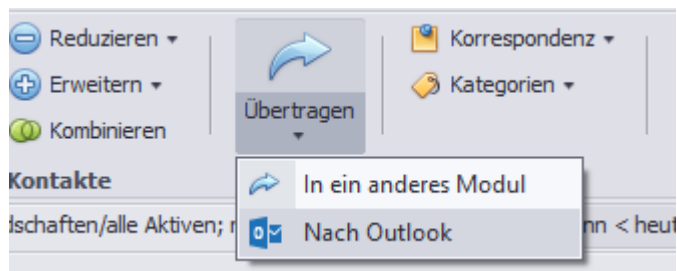 Reduzieren
Erweitern
Kombinieren
Übertragen
Korrespondenz
Kategorien
Kontakte
In ein anderes Modul
dschaften/alle Aktiven;
Nach Outlook
nn < heut